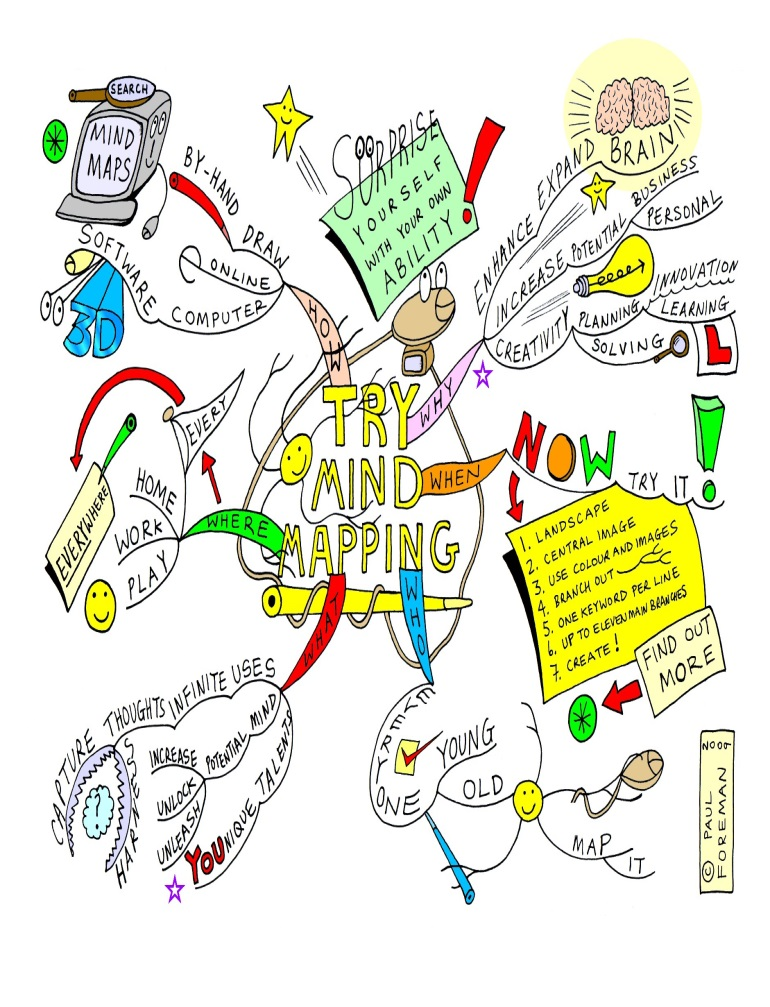 TRY
MIND
MAPPING
HOW
BY-HAND DRAW
ONLINE
COMPUTER
SOFTWARE
3D
SEARCH
MIND
MAPS
SURPRISE
YOURSELF
WITH YOUR OWN
ABILITY!
WHY
ENHANCE EXPAND BRAIN
INCREASE POTENTIAL BUSINESS
PERSONAL
CREATIVITY PLANNING
INNOVATION
LEARNING
SOLVING
L
WHEN
NOW
TRY IT!
1. LANDSCAPE
2. CENTRAL IMAGE
3. USE COLOUR AND IMAGES
4. BRANCH OUT
5. ONE KEYWORD PER LINE
6. UP TO ELEVEN MAIN BRANCHES
7. CREATE!
FIND OUT
MORE
WHO
EVERYONE
YOUNG
OLD
MAP
IT
WHAT
INFINITE USES
CAPTURE THOUGHTS
HARNESS
?
POTENTIAL MIND
INCREASE
UNLOCK
UNLEASH
YOUNIQUE TALENTS
WHERE
EVERY
EVERYWHERE
HOME
WORK
PLAY
© PAUL
FOREMAN
2009